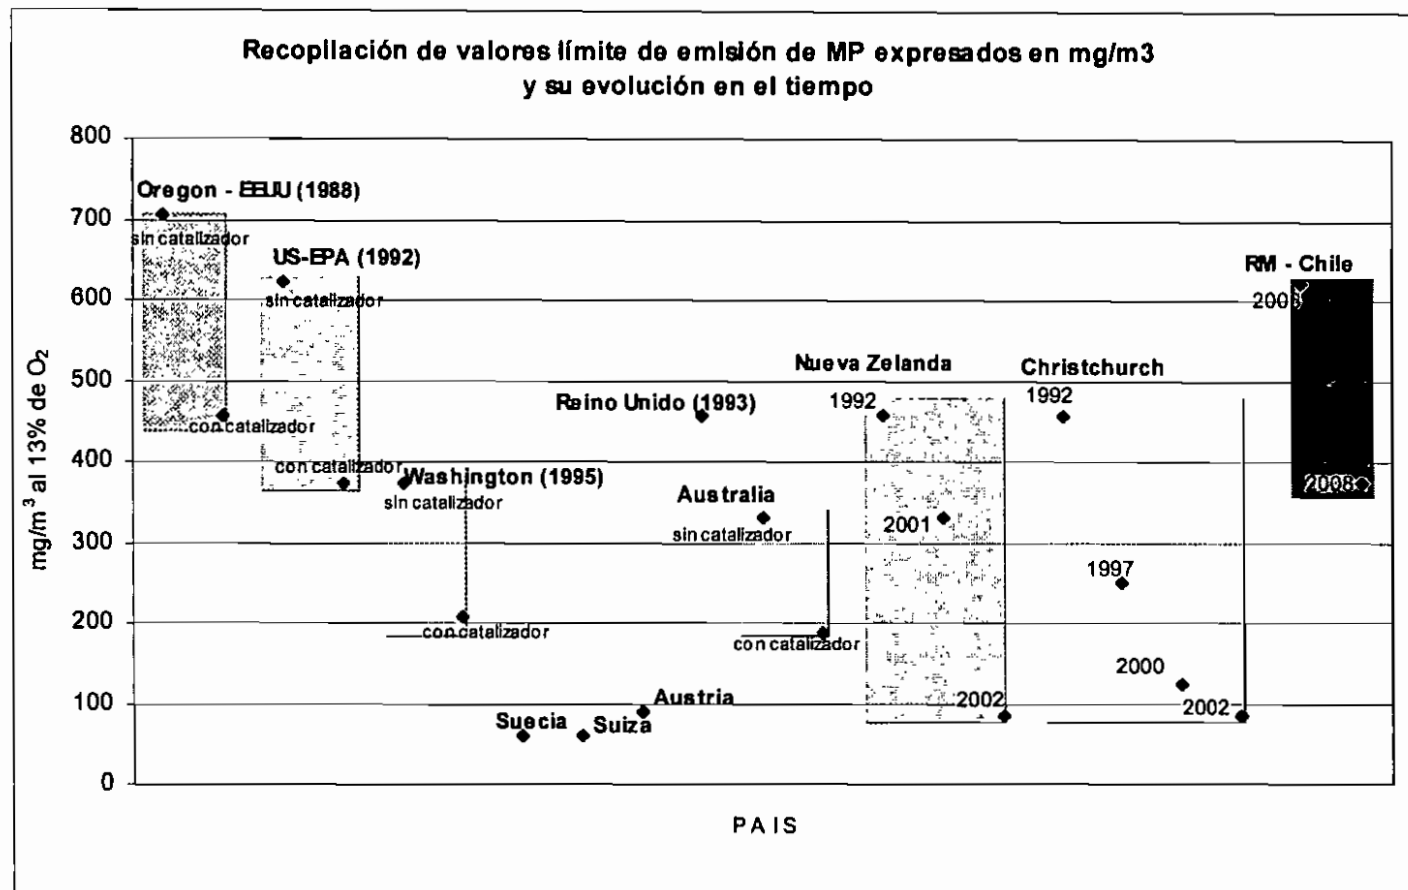 Recopilación de valores límite de emisión de MP expresados en mg/m3
y su evolución en el tiempo
mg/m³ al 13% de O₂
800
700
600
500
400
300
200
100
0
Oregon - EEUU (1988)
sin catalizador
con catalizador
US-EPA (1992)
sin catalizador
con catalizador
Washington (1995)
sin catalizador
con catalizador
Suecia
Suiza
Austria
Reino Unido (1993)
Australia
sin catalizador
con catalizador
Nueva Zelanda
1992
2001
2002
Christchurch
1992
1997
2000
2002
RM - Chile
2008
PAIS